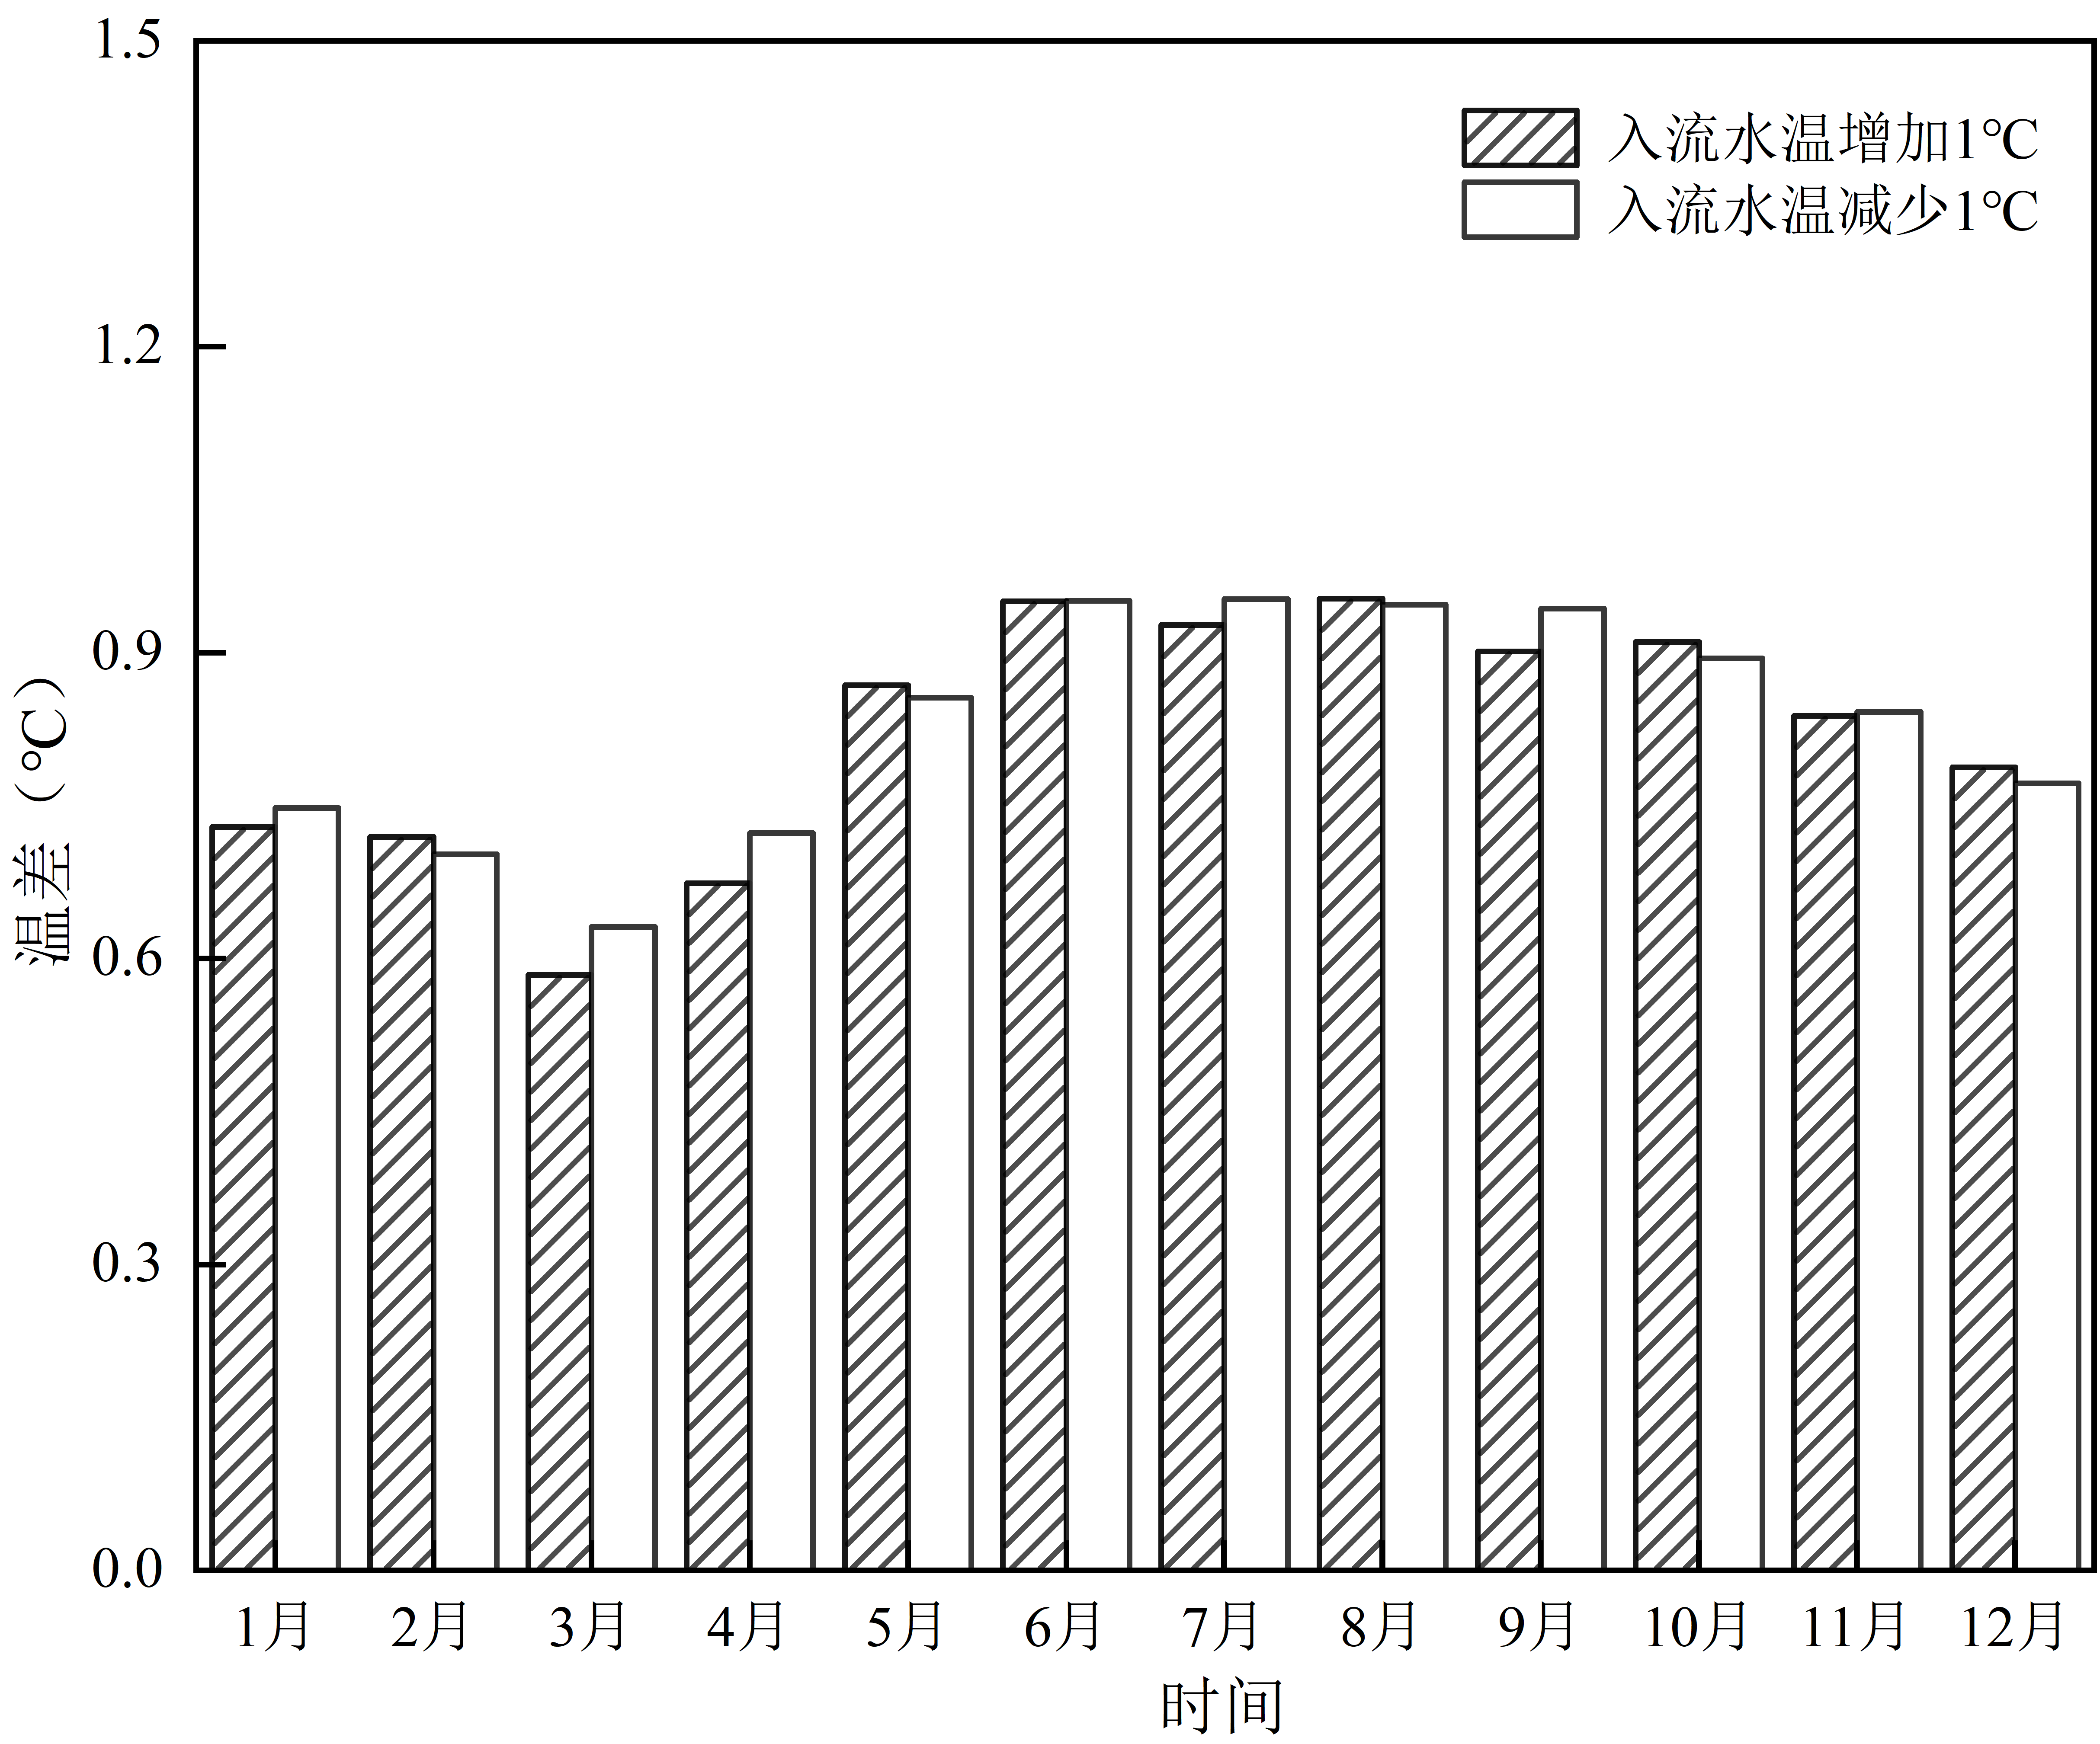 入流水温增加1℃
入流水温减少1℃
温差（℃）
1.5
1.2
0.9
0.6
0.3
0.0
1月 2月 3月 4月 5月 6月 7月 8月 9月 10月 11月 12月
时间